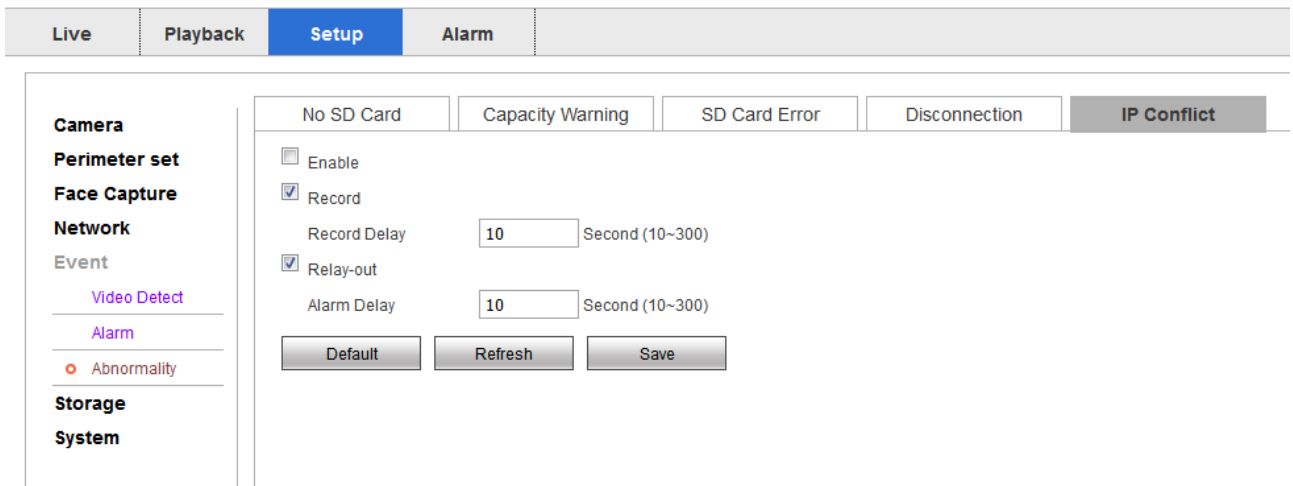 Live Playback Setup Alarm
Camera
Perimeter set
Face Capture
Network
Event
Video Detect
Alarm
Abnormality
Storage
System
No SD Card Capacity Warning SD Card Error Disconnection IP Conflict
Enable
Record
Record Delay 10 Second (10~300)
Relay-out
Alarm Delay 10 Second (10~300)
Default Refresh Save